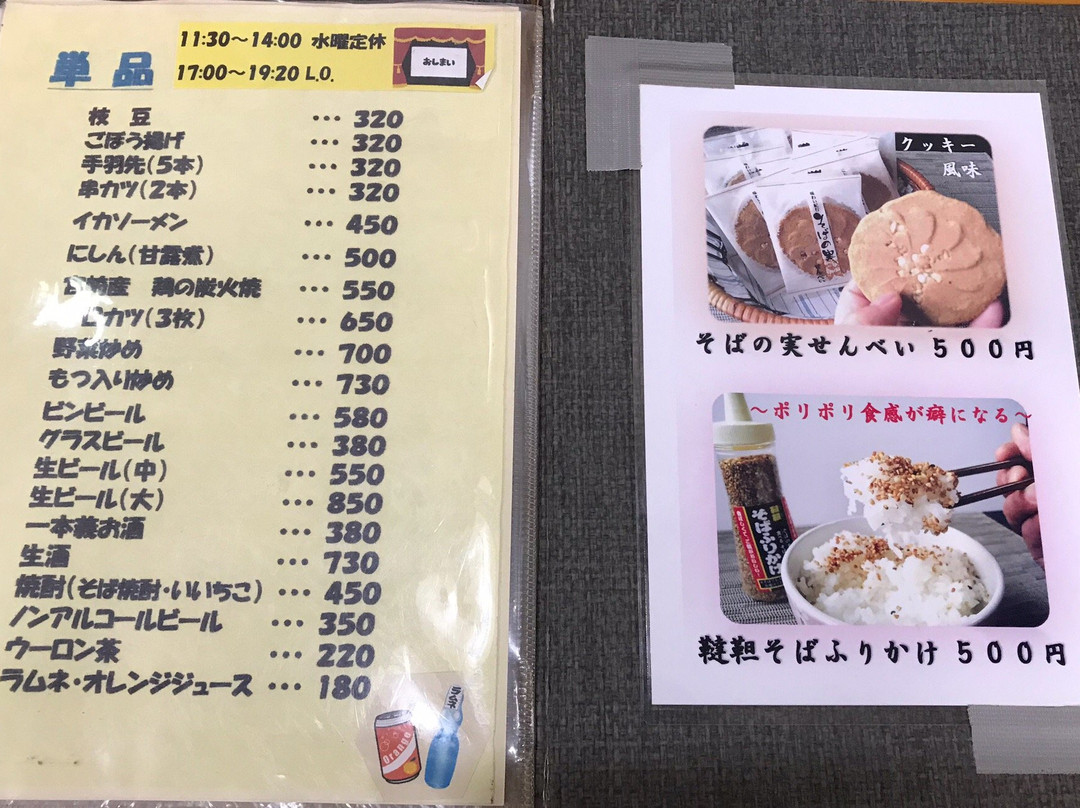 単品
11:30～14:00 水曜定休
17:00～19:20 L.O.
おしまい
枝豆 ･･･ 320
ごぼう揚げ ･･･ 320
手羽先(5本) ･･･ 320
串カツ(2本) ･･･ 320
イカソーメン ･･･ 450
にしん(甘露煮) ･･･ 500
産 鶏の炭火焼 ･･･ 550
カツ(3枚) ･･･ 650
野菜炒め ･･･ 700
もつ入り炒め ･･･ 730
ビンビール ･･･ 580
グラスビール ･･･ 380
生ビール(中) ･･･ 550
生ビール(大) ･･･ 850
一本義お酒 ･･･ 380
生酒 ･･･ 730
焼酎(そば焼酎・いいちこ) ･･･ 450
ノンアルコールビール ･･･ 350
ウーロン茶 ･･･ 220
ラムネ・オレンジジュース ･･･ 180
Orange
クッキー
風味
そばの実
そばの実せんべい 500円
～ポリポリ食感が癖になる～
そばふりかけ
韃靼そばふりかけ 500円